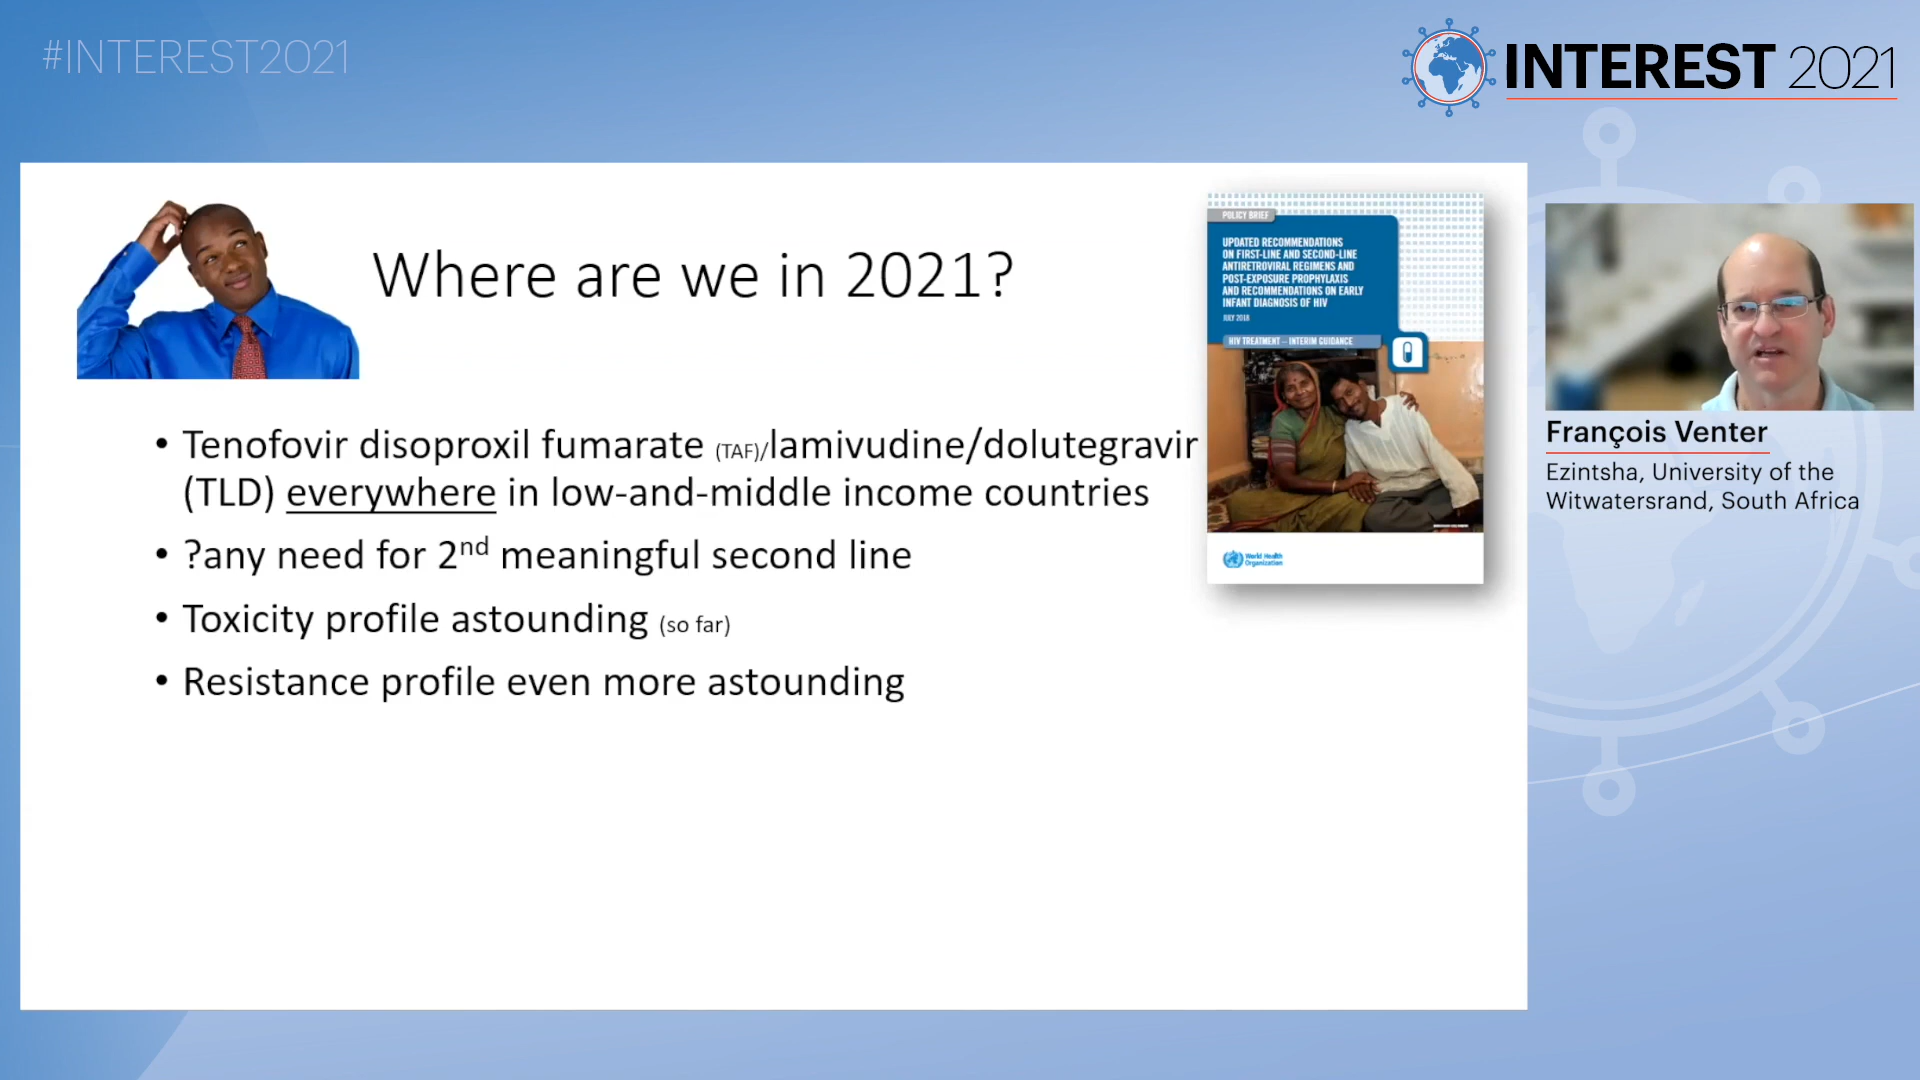 #INTEREST2021
INTEREST 2021
Where are we in 2021?
• Tenofovir disoproxil fumarate (TAF)/lamivudine/dolutegravir
(TLD) everywhere in low-and-middle income countries
• ?any need for 2nd meaningful second line
• Toxicity profile astounding (so far)
• Resistance profile even more astounding
POLICY BRIEF
UPDATED RECOMMENDATIONS
ON FIRST-LINE AND SECOND-LINE
ANTIRETROVIRAL REGIMENS AND
POST-EXPOSURE PROPHYLAXIS
AND RECOMMENDATIONS ON EARLY
INFANT DIAGNOSIS OF HIV
JULY 2018
HIV TREATMENT – INTERIM GUIDANCE
World Health
Organization
François Venter
Ezintsha, University of the
Witwatersrand, South Africa